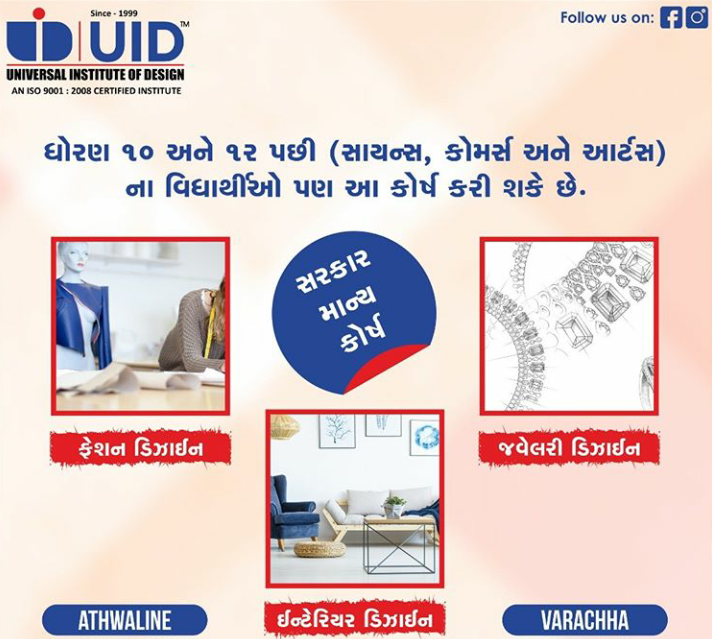 Since - 1999
UID™
UNIVERSAL INSTITUTE OF DESIGN
AN ISO 9001 : 2008 CERTIFIED INSTITUTE
Follow us on:
ધોરણ ૧૦ અને ૧૨ પછી (સાયન્સ, કોમર્સ અને આર્ટસ)
ના વિધાર્થીઓ પણ આ કોર્ષ કરી શકે છે.
સરકાર
માન્ય
કોર્ષ
ફેશન ડિઝાઈન
જ્વેલરી ડિઝાઈન
ઈન્ટેરિયર ડિઝાઈન
ATHWALINE
VARACHHA